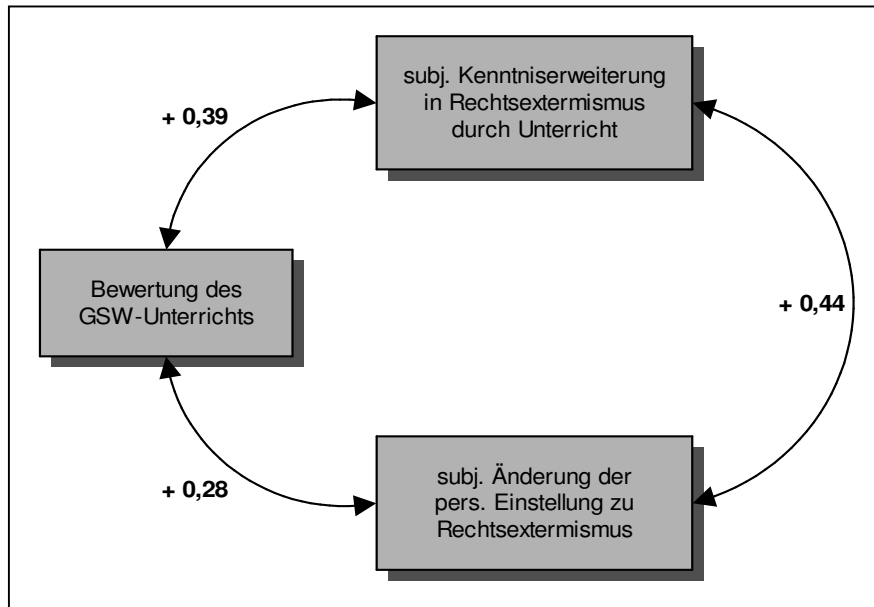 subj. Kenntniserweiterung
in Rechtsextermismus
durch Unterricht
+ 0,39
Bewertung des
GSW-Unterrichts
+ 0,44
+ 0,28
subj. Änderung der
pers. Einstellung zu
Rechtsextermismus